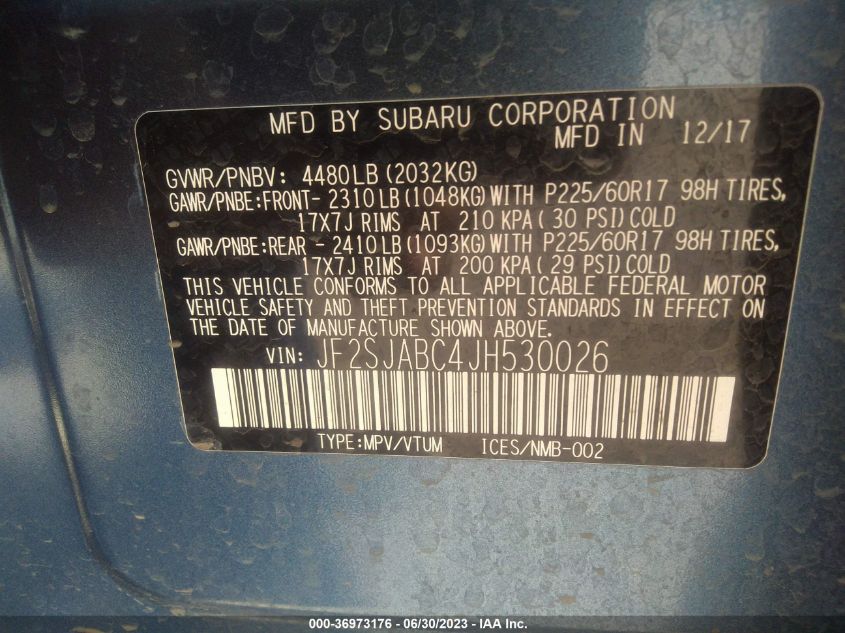 MFD BY SUBARU CORPORATION
MFD IN 12/17
GVWR/PNBV: 4480LB (2032KG)
GAWR/PNBE:FRONT- 2310 LB (1048KG) WITH P225/60R17 98H TIRES,
17X7J RIMS AT 210 KPA ( 30 PSI) COLD
GAWR/PNBE:REAR - 2410 LB (1093KG) WITH P225/60R17 98H TIRES,
17X7J RIMS AT 200 KPA ( 29 PSI) COLD
THIS VEHICLE CONFORMS TO ALL APPLICABLE FEDERAL MOTOR
VEHICLE SAFETY AND THEFT PREVENTION STANDARDS IN EFFECT ON
THE DATE OF MANUFACTURE SHOWN ABOVE.
VIN: JF2SJABC4JH530026
TYPE:MPV/VTUM ICES/NMB-002
000-36973176 - 06/30/2023 - IAA Inc.